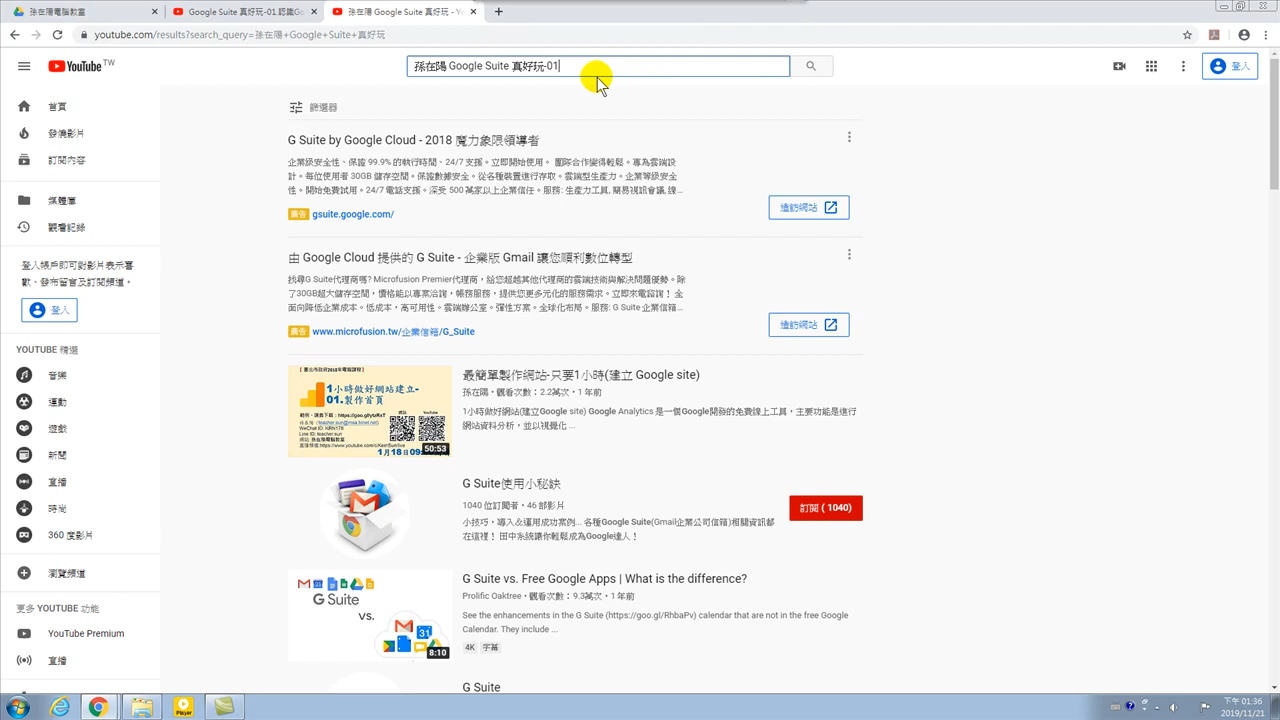 孫在陽電腦教室
Google Suite 真好玩-01.認識Go
孫在陽 Google Suite 真好玩 - Yo
youtube.com/results?search_query=孫在陽+Google+Suite+真好玩
YouTube TW
孫在陽 Google Suite 真好玩-01
登入
首頁
發燒影片
訂閱內容
媒體庫
觀看記錄
登入帳戶即可對影片表示喜
歡、發布留言及訂閱頻道。
登入
YOUTUBE 精選
音樂
運動
遊戲
新聞
直播
時尚
360 度影片
瀏覽頻道
更多 YOUTUBE 功能
YouTube Premium
直播
篩選器
G Suite by Google Cloud - 2018 魔力象限領導者
企業級安全性、保證 99.9% 的執行時間、24/7 支援。立即開始使用。 團隊合作變得輕鬆。專為雲端設
計。每位使用者 30GB 儲存空間。保證數據安全。從各種裝置進行存取。雲端型生產力。企業等級安全
性。開始免費試用。24/7 電話支援。深受 500 萬家以上企業信任。服務: 生產力工具, 簡易視訊會議, 線...
廣告 gsuite.google.com/
造訪網站
由 Google Cloud 提供的 G Suite - 企業版 Gmail 讓您順利數位轉型
找尋G Suite代理商嗎? Microfusion Premier代理商，給您超越其他代理商的雲端技術與解決問題優勢。除
了30GB超大儲存空間，價格能以專案洽詢，帳務服務，提供您更多元化的服務需求。立即來電諮詢！ 全
面向降低企業成本。低成本，高可用性。雲端辦公室。彈性方案。全球化布局。服務: G Suite 企業信箱...
廣告 www.microfusion.tw/企業信箱/G_Suite
造訪網站
1小時做好網站建立-
01.製作首頁
1月18日09:
50:53
最簡單製作網站-只要1小時(建立 Google site)
孫在陽 • 觀看次數：2.2萬次 • 1 年前
1小時做好網站(建立Google site) Google Analytics 是一個Google開發的免費線上工具，主要功能是進行
網站資料分析，並以視覺化 ...
G Suite使用小秘訣
1040 位訂閱者 • 46 部影片
小技巧，導入&運用成功案例... 各種Google Suite(Gmail企業公司信箱)相關資訊都
在這裡！ 田中系統讓你輕鬆成為Google達人！
訂閱 ( 1040)
G Suite
vs.
8:10
G Suite vs. Free Google Apps | What is the difference?
Prolific Oaktree • 觀看次數：9.3萬次 • 1 年前
See the enhancements in the G Suite (https://goo.gl/RhbaPv) calendar that are not in the free Google
Calendar. They include ...
4K 字幕
G Suite
Player
下午 01:36
2019/11/21